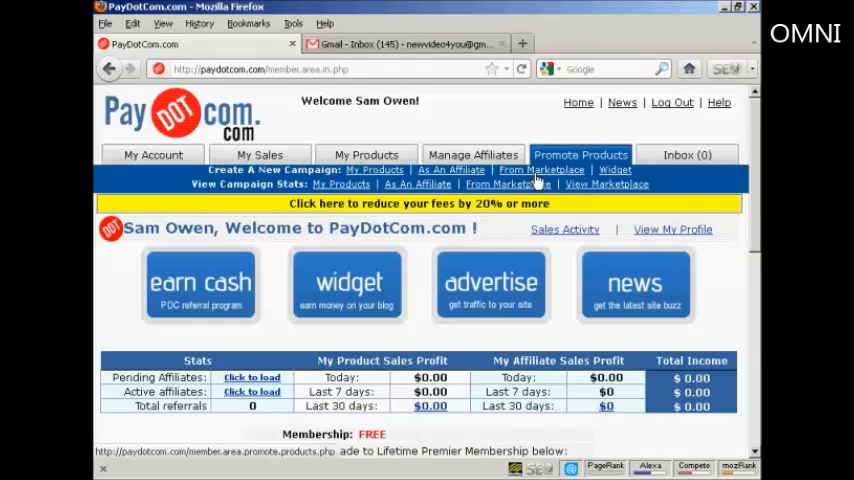 PayDotCom.com - Mozilla Firefox
OMNI
File Edit View History Bookmarks Tools Help
PayDotCom.com × Gmail - Inbox (145) - newvideo4you@gm... +
http://paydotcom.com/member.area.in.php Google SEO
Pay DOT com.
com
Welcome Sam Owen!
Home | News | Log Out | Help
My Account My Sales My Products Manage Affiliates Promote Products Inbox (0)
Create A New Campaign: My Products | As An Affiliate | From Marketplace | Widget
View Campaign Stats: My Products | As An Affiliate | From Marketplace | View Marketplace
Click here to reduce your fees by 20% or more
DOT Sam Owen, Welcome to PayDotCom.com ! Sales Activity | View My Profile
earn cash widget advertise news
PDC referral program earn money on your blog get traffic to your site get the latest site buzz
Stats My Product Sales Profit My Affiliate Sales Profit Total Income
Pending Affiliates: Click to load Today: $0.00 Today: $0.00 $ 0.00
Active affiliates: Click to load Last 7 days: $0.00 Last 7 days: $0 $ 0.00
Total referrals 0 Last 30 days: $0.00 Last 30 days: $0 $ 0.00
Membership: FREE
http://paydotcom.com/member.area.promote.products.php ade to Lifetime Premier Membership below:
× SEO PageRank Alexa Compete mozRank